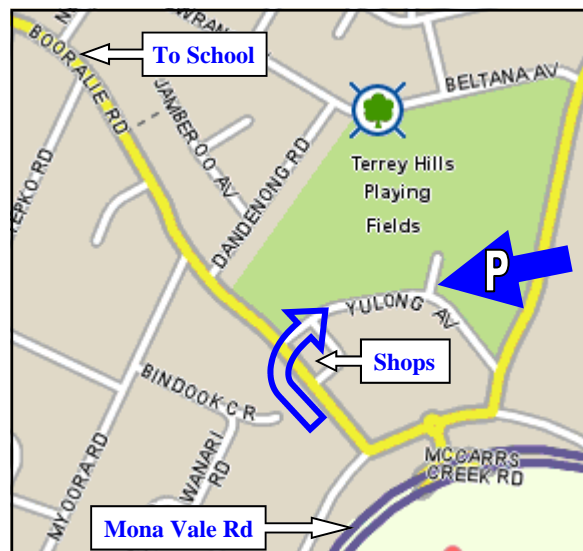 To School
BOORALIE RD
JAMBEROO AV
BELTANA AV
DANDENONG RD
Terrey Hills
Playing
Fields
P
YULONG AV
Shops
BINDOOK CR
WANARI
RD
MYOORA RD
MCCARRS
CREEK RD
Mona Vale Rd